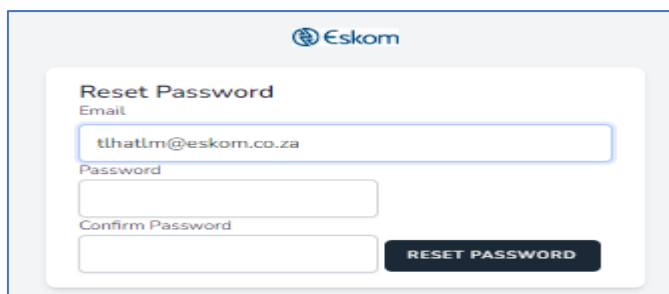 Eskom
Reset Password
Email
tlhatlm@eskom.co.za
Password
Confirm Password
RESET PASSWORD